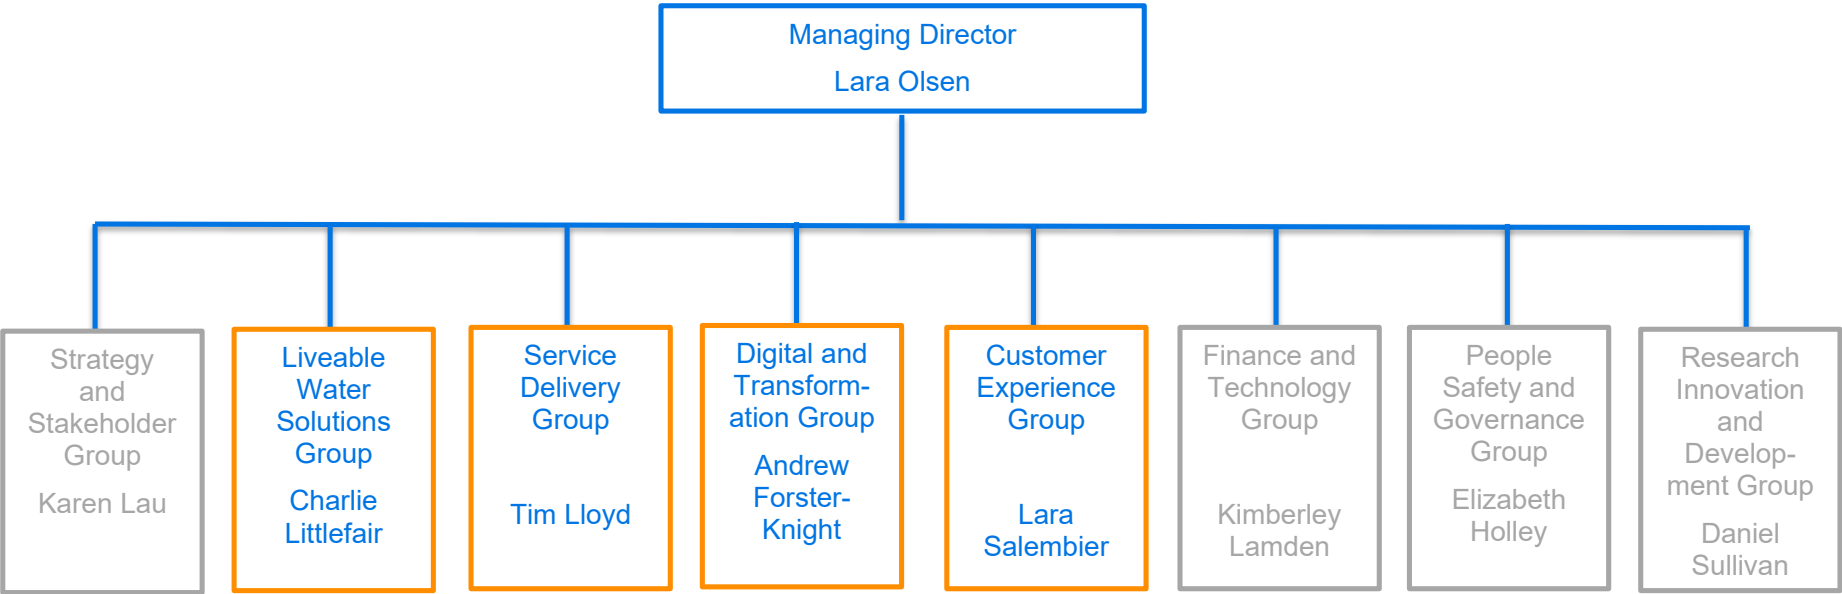 Managing Director
Lara Olsen
Strategy
and
Stakeholder
Group
Karen Lau
Liveable
Water
Solutions
Group
Charlie
Littlefair
Service
Delivery
Group
Tim Lloyd
Digital and
Transform-
ation Group
Andrew
Forster-
Knight
Customer
Experience
Group
Lara
Salembier
Finance and
Technology
Group
Kimberley
Lamden
People
Safety and
Governance
Group
Elizabeth
Holley
Research
Innovation
and
Develop-
ment Group
Daniel
Sullivan